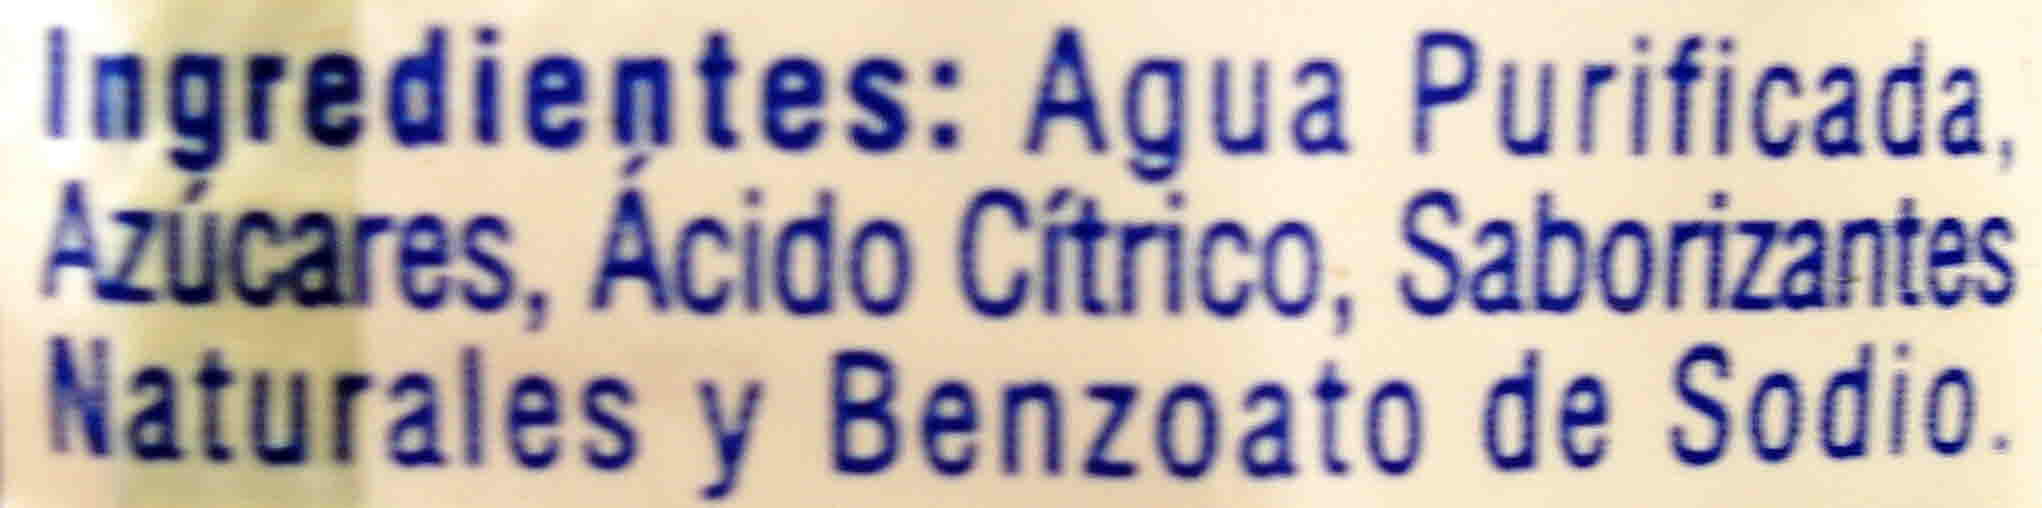 Ingredientes: Agua Purificada,
Azúcares, Ácido Cítrico, Saborizantes
Naturales y Benzoato de Sodio.